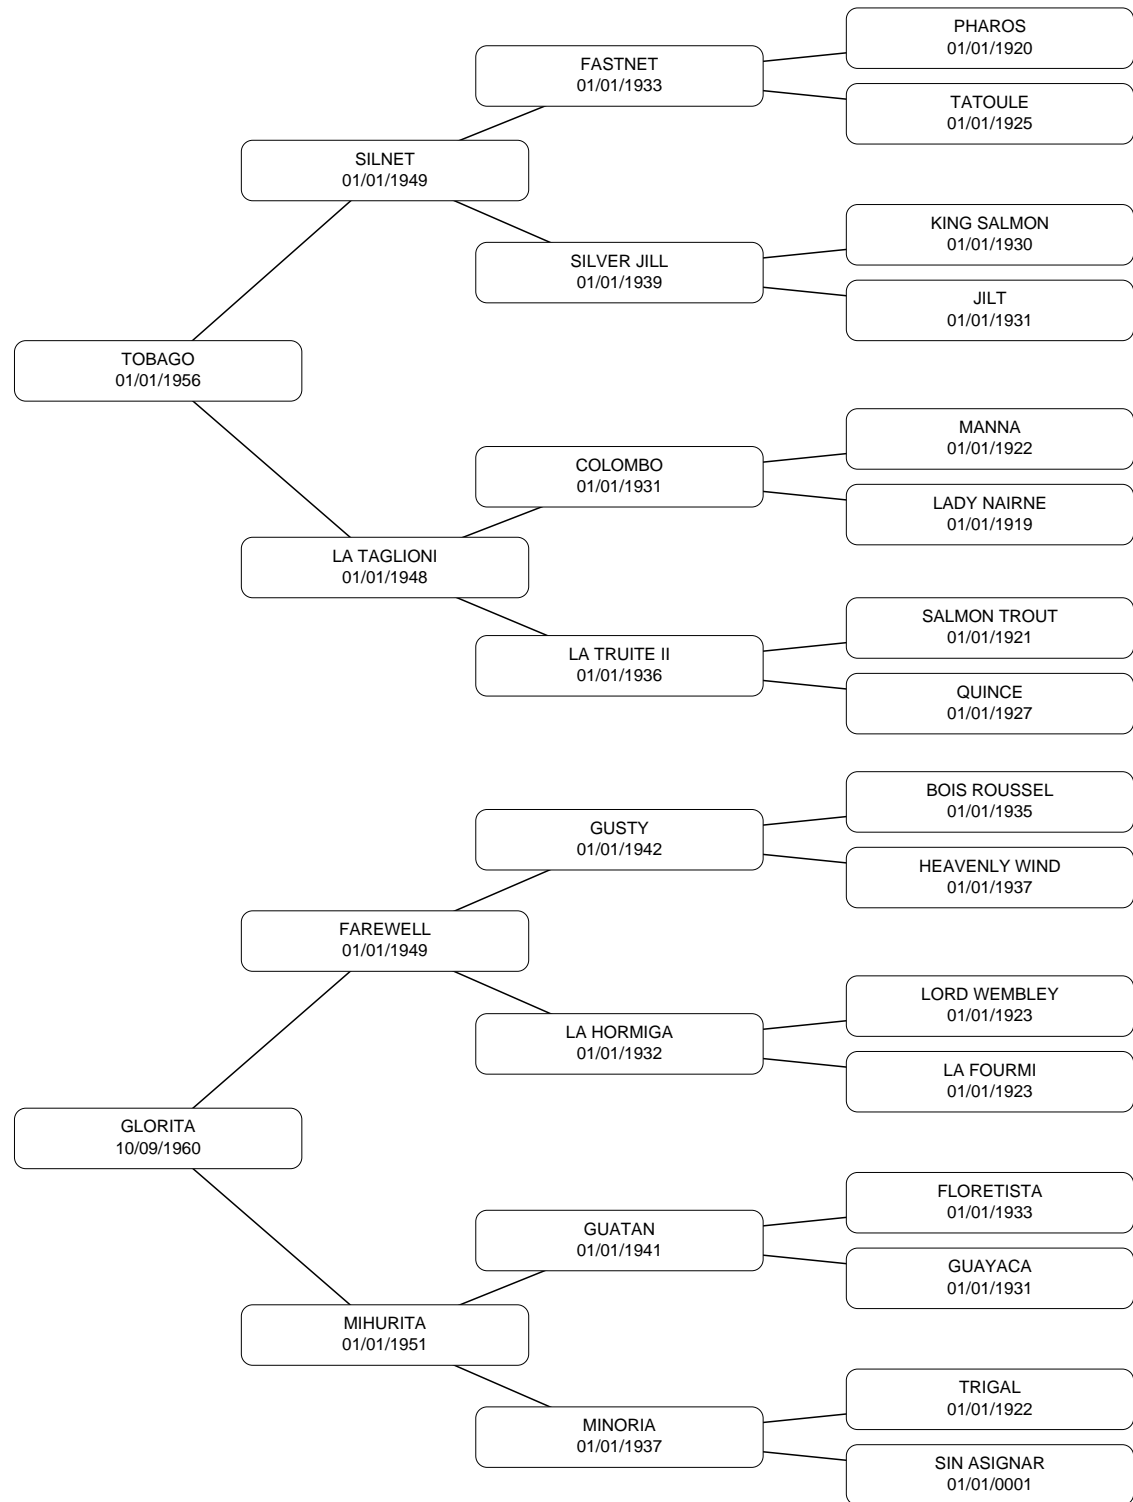 PHAROS
01/01/1920
FASTNET
01/01/1933
TATOULE
01/01/1925
SILNET
01/01/1949
KING SALMON
01/01/1930
SILVER JILL
01/01/1939
JILT
01/01/1931
TOBAGO
01/01/1956
MANNA
01/01/1922
COLOMBO
01/01/1931
LADY NAIRNE
01/01/1919
LA TAGLIONI
01/01/1948
SALMON TROUT
01/01/1921
LA TRUITE II
01/01/1936
QUINCE
01/01/1927
BOIS ROUSSEL
01/01/1935
GUSTY
01/01/1942
HEAVENLY WIND
01/01/1937
FAREWELL
01/01/1949
LORD WEMBLEY
01/01/1923
LA HORMIGA
01/01/1932
LA FOURMI
01/01/1923
GLORITA
10/09/1960
FLORETISTA
01/01/1933
GUATAN
01/01/1941
GUAYACA
01/01/1931
MIHURITA
01/01/1951
TRIGAL
01/01/1922
MINORIA
01/01/1937
SIN ASIGNAR
01/01/0001